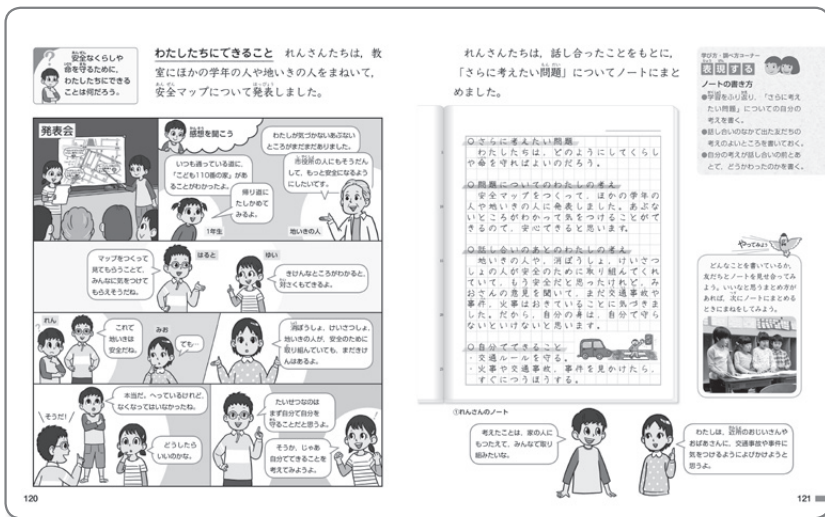 ?
安全なくらしや
命を守るために、
わたしたちにできる
ことは何だろう。
わたしたちにできること　れんさんたちは，教
室にほかの学年の人や地いきの人をまねいて，
安全マップについて発表しました。
発表会
感想を聞こう
いつも通っている道に，
「こども110番の家」があ
ることがわかったよ。
帰り道に
たしかめて
みるよ。
1年生
わたしが気づかないあぶない
ところがまだまだありました。
市役所の人にもそうだん
して，もっと安全になるよう
にしたいです。
地いきの人
マップをつくって
見てもらうことで，
みんなに気をつけて
もらえそうだね。
はると
ゆい
きけんなところがわかると，
対さくもできるよ。
れん
これで
地いきは
安全だね。
みお
でも…
消ぼうしょ，けいさつしょ，
地いきの人が，安全のために
取り組んでいても，まだきけ
んはあるよ。
そうだ！
本当だ。へっているけれど，
なくなってはいなかったね。
どうしたら
いいのかな。
たいせつなのは
まず自分で自分を
守ることだと思うよ。
そうか，じゃあ
自分でできることを
考えてみようよ。
120
れんさんたちは，話し合ったことをもとに，
「さらに考えたい問題」についてノートにまと
めました。
○さらに考えたい問題
わたしたちは，どのようにしてくらし
や命を守ればよいのだろう。
○問題についてのわたしの考え
安全マップをつくって，ほかの学年の
人や地いきの人に発表しました。あぶな
いところがわかって気をつけることがで
きるので，安心できると思います。
○話し合いのあとのわたしの考え
地いきの人や，消ぼうしょ，けいさつ
しょの人が安全のために取り組んでくれ
ていて，もう安全だと思ったけれど，み
おさんの意見を聞いて，まだ交通事故や
事件，火事はおきていることに気づきま
した。だから，自分の身は，自分で守ら
ないといけないと思います。
○自分でできること
・交通ルールを守る。
・火事や交通事故，事件を見かけたら，
すぐにつうほうする。
①れんさんのノート
考えたことは，家の人に
もつたえて，みんなで取り
組みたいな。
わたしは，近所のおじいさんや
おばあさんに，交通事故や事件に
気をつけるようによびかけようと
思うよ。
学び方・調べ方コーナー
表現する
ノートの書き方
●学習をふり返り，「さらに考え
たい問題」についての自分の
考えを書く。
●話し合いのなかで出た友だちの
考えのよいところを書いておく。
●自分の考えが話し合いの前とあ
とで，どうかわったのかを書く。
やってみよう
どんなことを書いているか，
友だちとノートを見せ合ってみ
よう。いいなと思うまとめ方が
あれば，次にノートにまとめる
ときにまねをしてみよう。
121